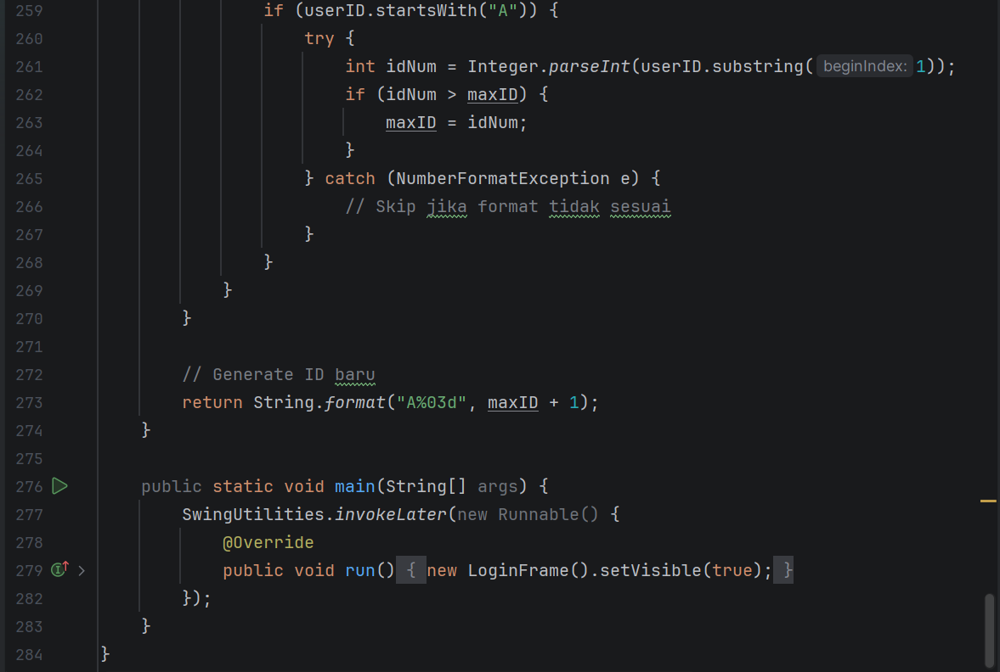 259 if (userID.startsWith("A")) {
260 try {
261 int idNum = Integer.parseInt(userID.substring( beginIndex: 1));
262 if (idNum > maxID) {
263 maxID = idNum;
264 }
265 } catch (NumberFormatException e) {
266 // Skip jika format tidak sesuai
267 }
268 }
269 }
270 }
271
272 // Generate ID baru
273 return String.format("A%03d", maxID + 1);
274 }
275
276 public static void main(String[] args) {
277 SwingUtilities.invokeLater(new Runnable() {
278 @Override
279 public void run() { new LoginFrame().setVisible(true); }
282 });
283 }
284 }